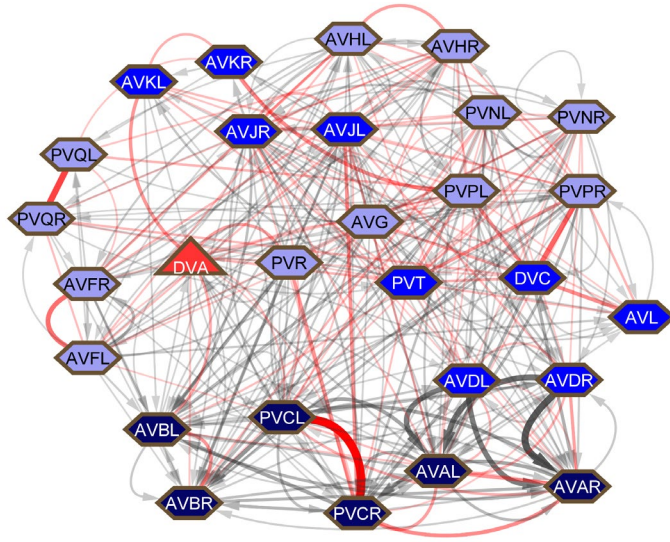 AVHL
AVHR
AVKR
AVKL
PVNL
PVNR
AVJR
AVJL
PVQL
PVPL
PVPR
PVQR
AVG
DVA
PVR
AVFR
PVT
DVC
AVL
AVFL
AVDL
AVDR
PVCL
AVBL
AVAL
AVAR
AVBR
PVCR